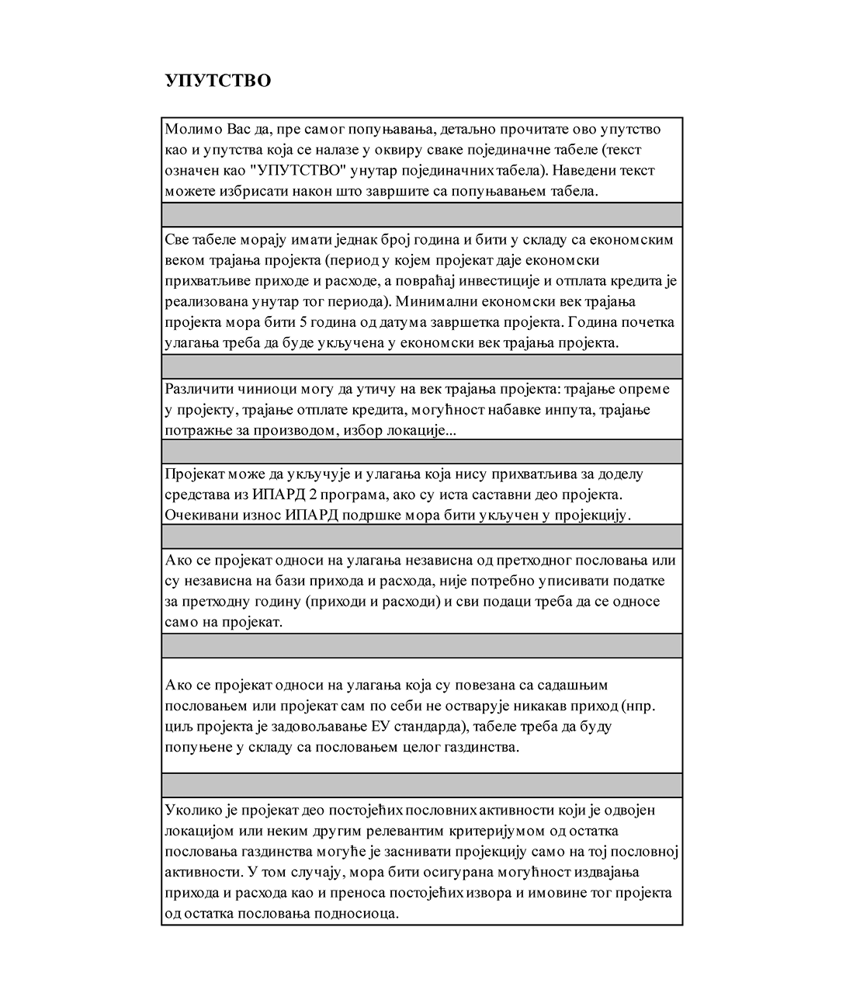 УПУТСТВО
Молимо Вас да, пре самог попуњавања, детаљно прочитате ово упутство
као и упутства која се налазе у оквиру сваке појединачне табеле (текст
означен као "УПУТСТВО" унутар појединачних табела). Наведени текст
можете избрисати након што завршите са попуњавањем табела.
Све табеле морају имати једнак број година и бити у складу са економским
веком трајања пројекта (период у којем пројекат даје економски
прихватљиве приходе и расходе, а повраћај инвестиције и отплата кредита је
реализована унутар тог периода). Минимални економски век трајања
пројекта мора бити 5 година од датума завршетка пројекта. Година почетка
улагања треба да буде укључена у економски век трајања пројекта.
Различити чиниоци могу да утичу на век трајања пројекта: трајање опреме
у пројекту, трајање отплате кредита, могућност набавке инпута, трајање
потражње за производом, избор локације...
Пројекат може да укључује и улагања која нису прихватљива за доделу
средстава из ИПАРД 2 програма, ако су иста саставни део пројекта.
Очекивани износ ИПАРД подршке мора бити укључен у пројекцију.
Ако се пројекат односи на улагања независна од претходног пословања или
су независна на бази прихода и расхода, није потребно уписивати податке
за претходну годину (приходи и расходи) и сви подаци треба да се односе
само на пројекат.
Ако се пројекат односи на улагања која су повезана са садашњим
пословањем или пројекат сам по себи не остварује никакав приход (нпр.
циљ пројекта је задовољавање ЕУ стандарда), табеле треба да буду
попуњене у складу са пословањем целог газдинства.
Уколико је пројекат део постојећих пословних активности који је одвојен
локацијом или неким другим релевантим критеријумом од остатка
пословања газдинства могуће је заснивати пројекцију само на тој пословној
активности. У том случају, мора бити осигурана могућност издвајања
прихода и расхода као и преноса постојећих извора и имовине тог пројекта
од остатка пословања подносиоца.